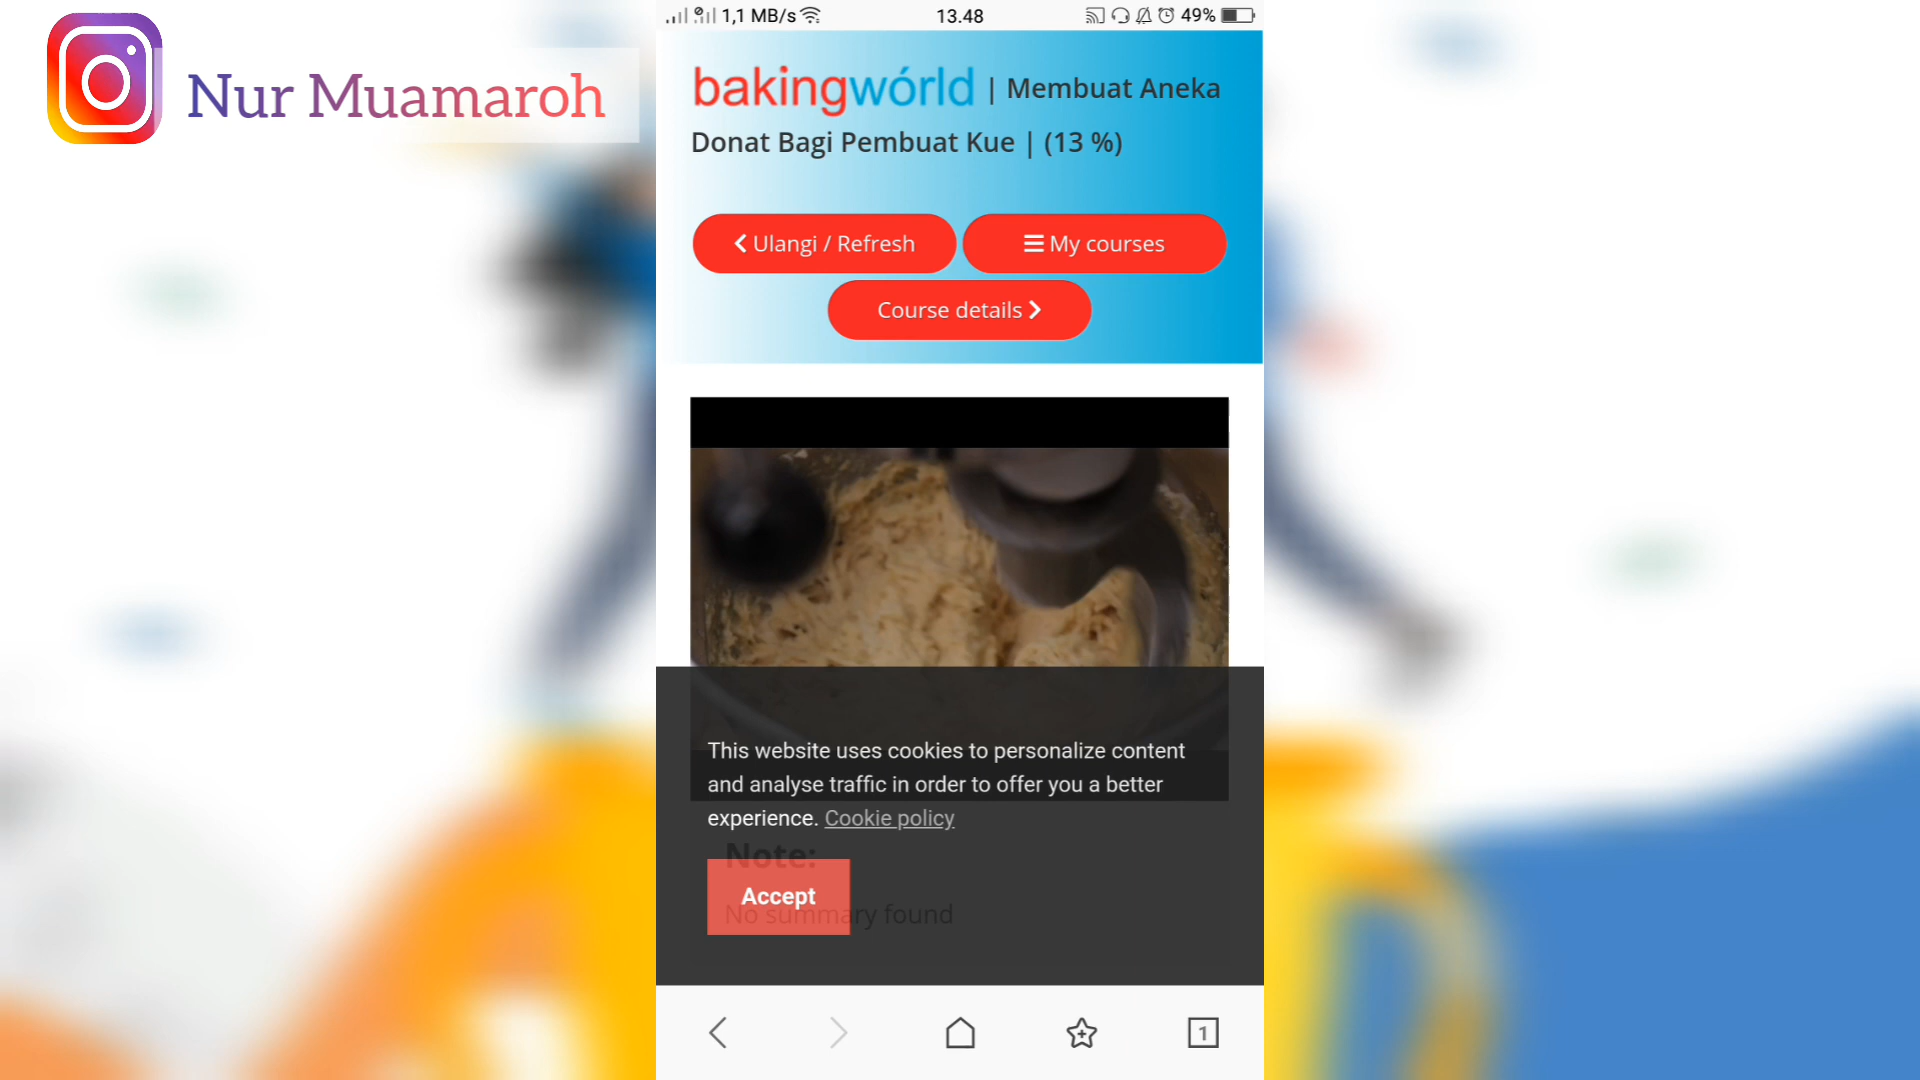 Nur Muamaroh
1,1 MB/s
13.48
49%
bakingwórld | Membuat Aneka
Donat Bagi Pembuat Kue | (13 %)
Ulangi / Refresh
My courses
Course details
This website uses cookies to personalize content
and analyse traffic in order to offer you a better
experience. Cookie policy
Note:
Accept
No summary found
1